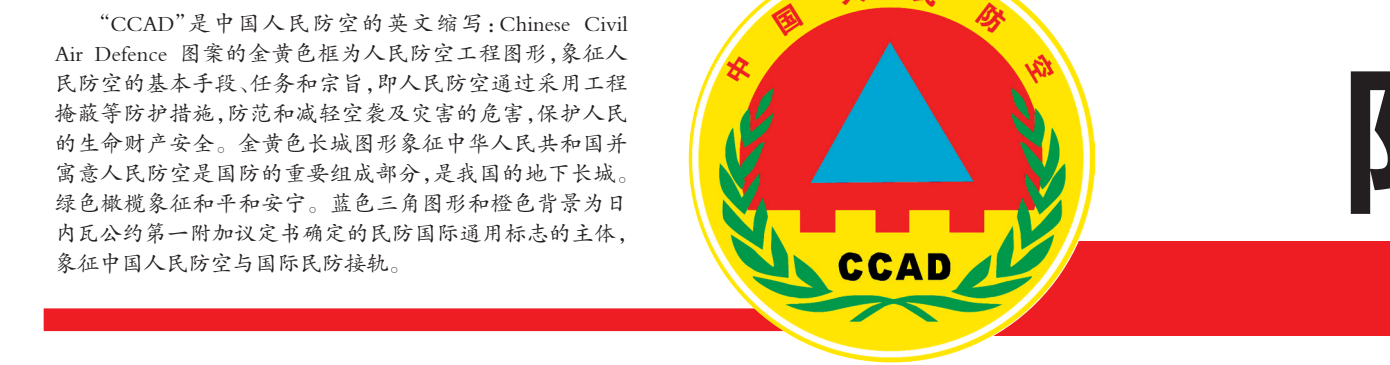 “CCAD”是中国人民防空的英文缩写:Chinese Civil
Air Defence 图案的金黄色框为人民防空工程图形,象征人
民防空的基本手段、任务和宗旨,即人民防空通过采用工程
掩蔽等防护措施,防范和减轻空袭及灾害的危害,保护人民
的生命财产安全。金黄色长城图形象征中华人民共和国并
寓意人民防空是国防的重要组成部分,是我国的地下长城。
绿色橄榄象征和平和安宁。蓝色三角图形和橙色背景为日
内瓦公约第一附加议定书确定的民防国际通用标志的主体,
象征中国人民防空与国际民防接轨。
中国人民防空
CCAD